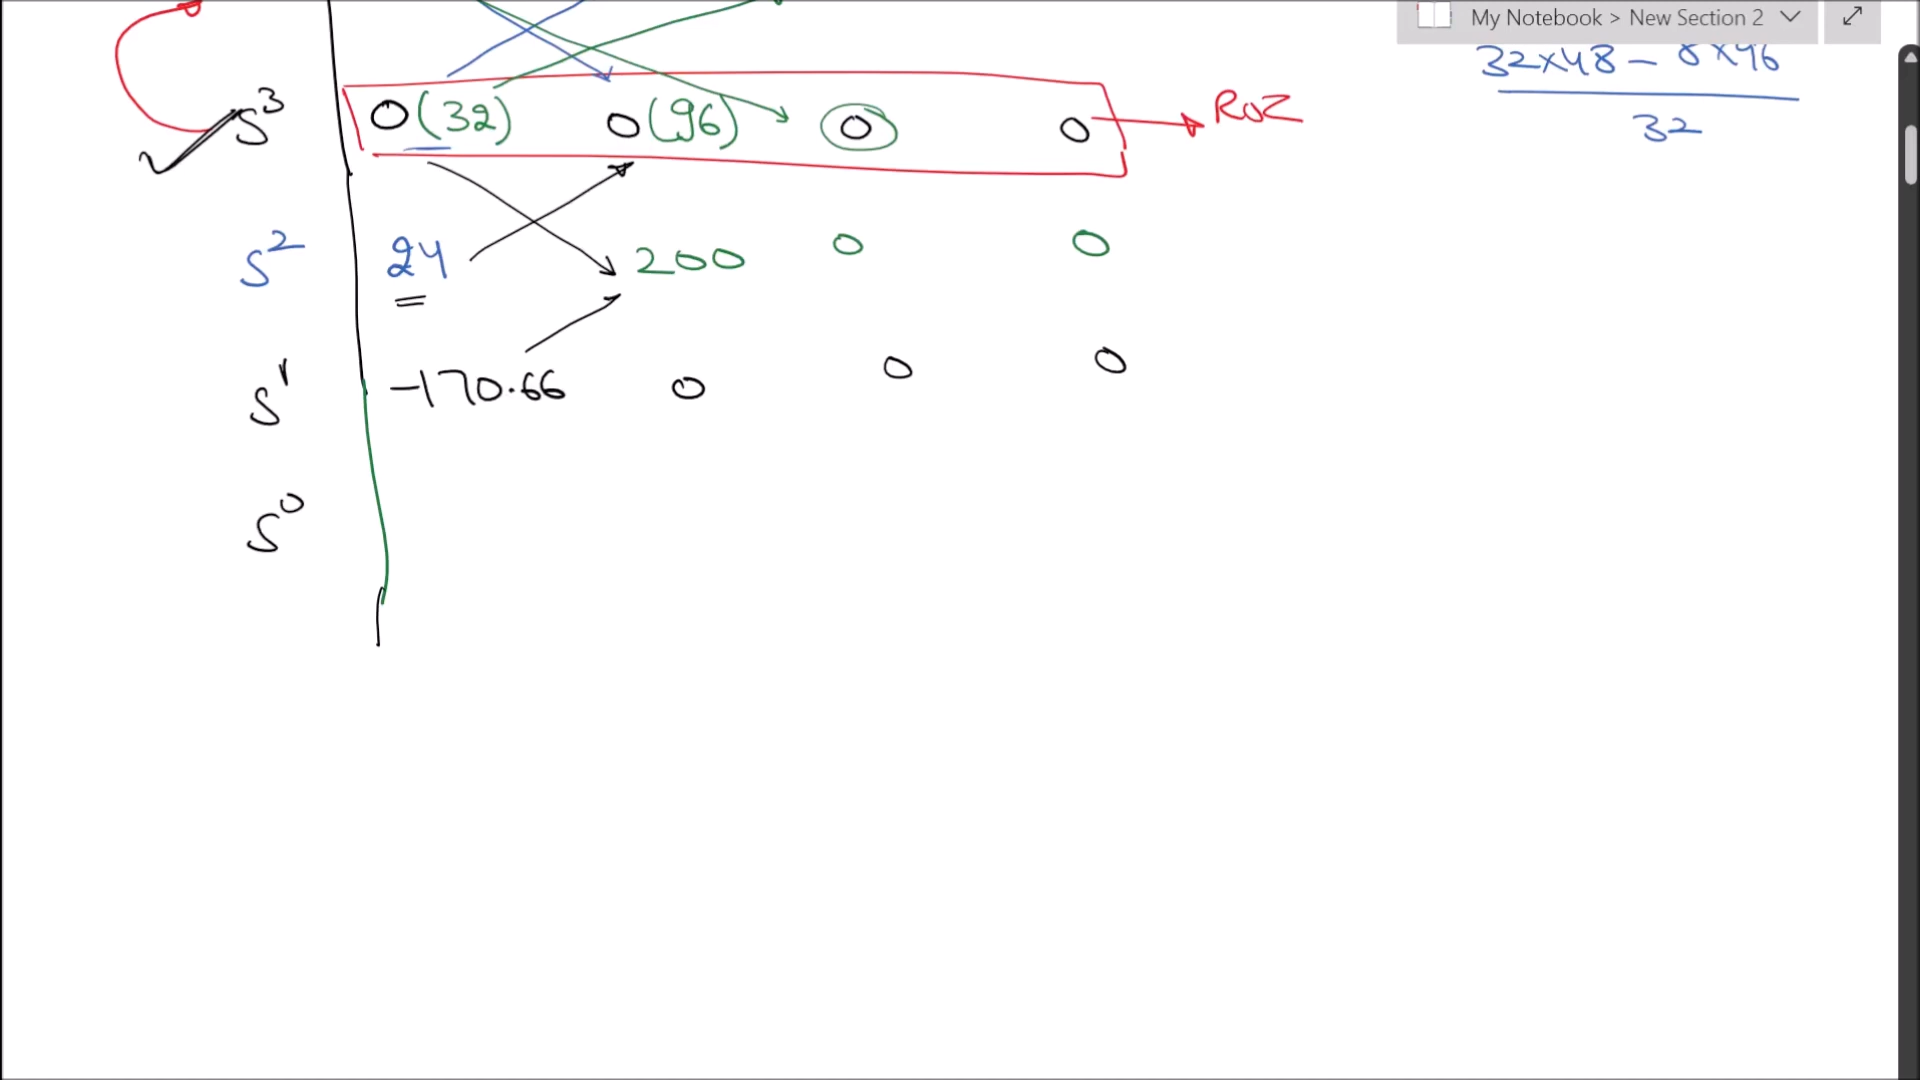 My Notebook > New Section 2
32×48 - 8×96
32
s³ 0(32) 0(96) 0 0 ROZ
s² 24 200 0 0
s¹ -170.66 0 0 0
s⁰